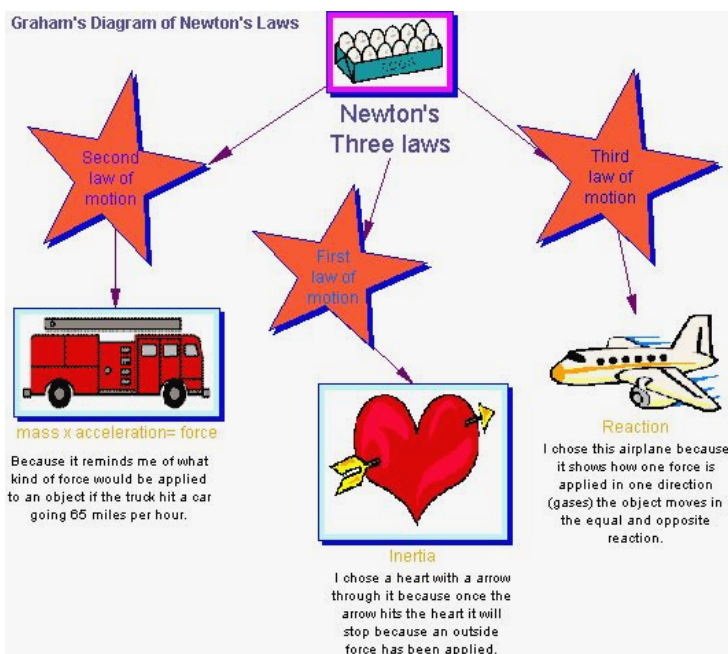 Graham's Diagram of Newton's Laws
EGGS
Newton's
Three laws
Second
law of
motion
First
law of
motion
Third
law of
motion
mass x acceleration= force
Because it reminds me of what
kind of force would be applied
to an object if the truck hit a car
going 65 miles per hour.
Inertia
I chose a heart with a arrow
through it because once the
arrow hits the heart it will
stop because an outside
force has been applied.
Reaction
I chose this airplane because
it shows how one force is
applied in one direction
(gases) the object moves in
the equal and opposite
reaction.